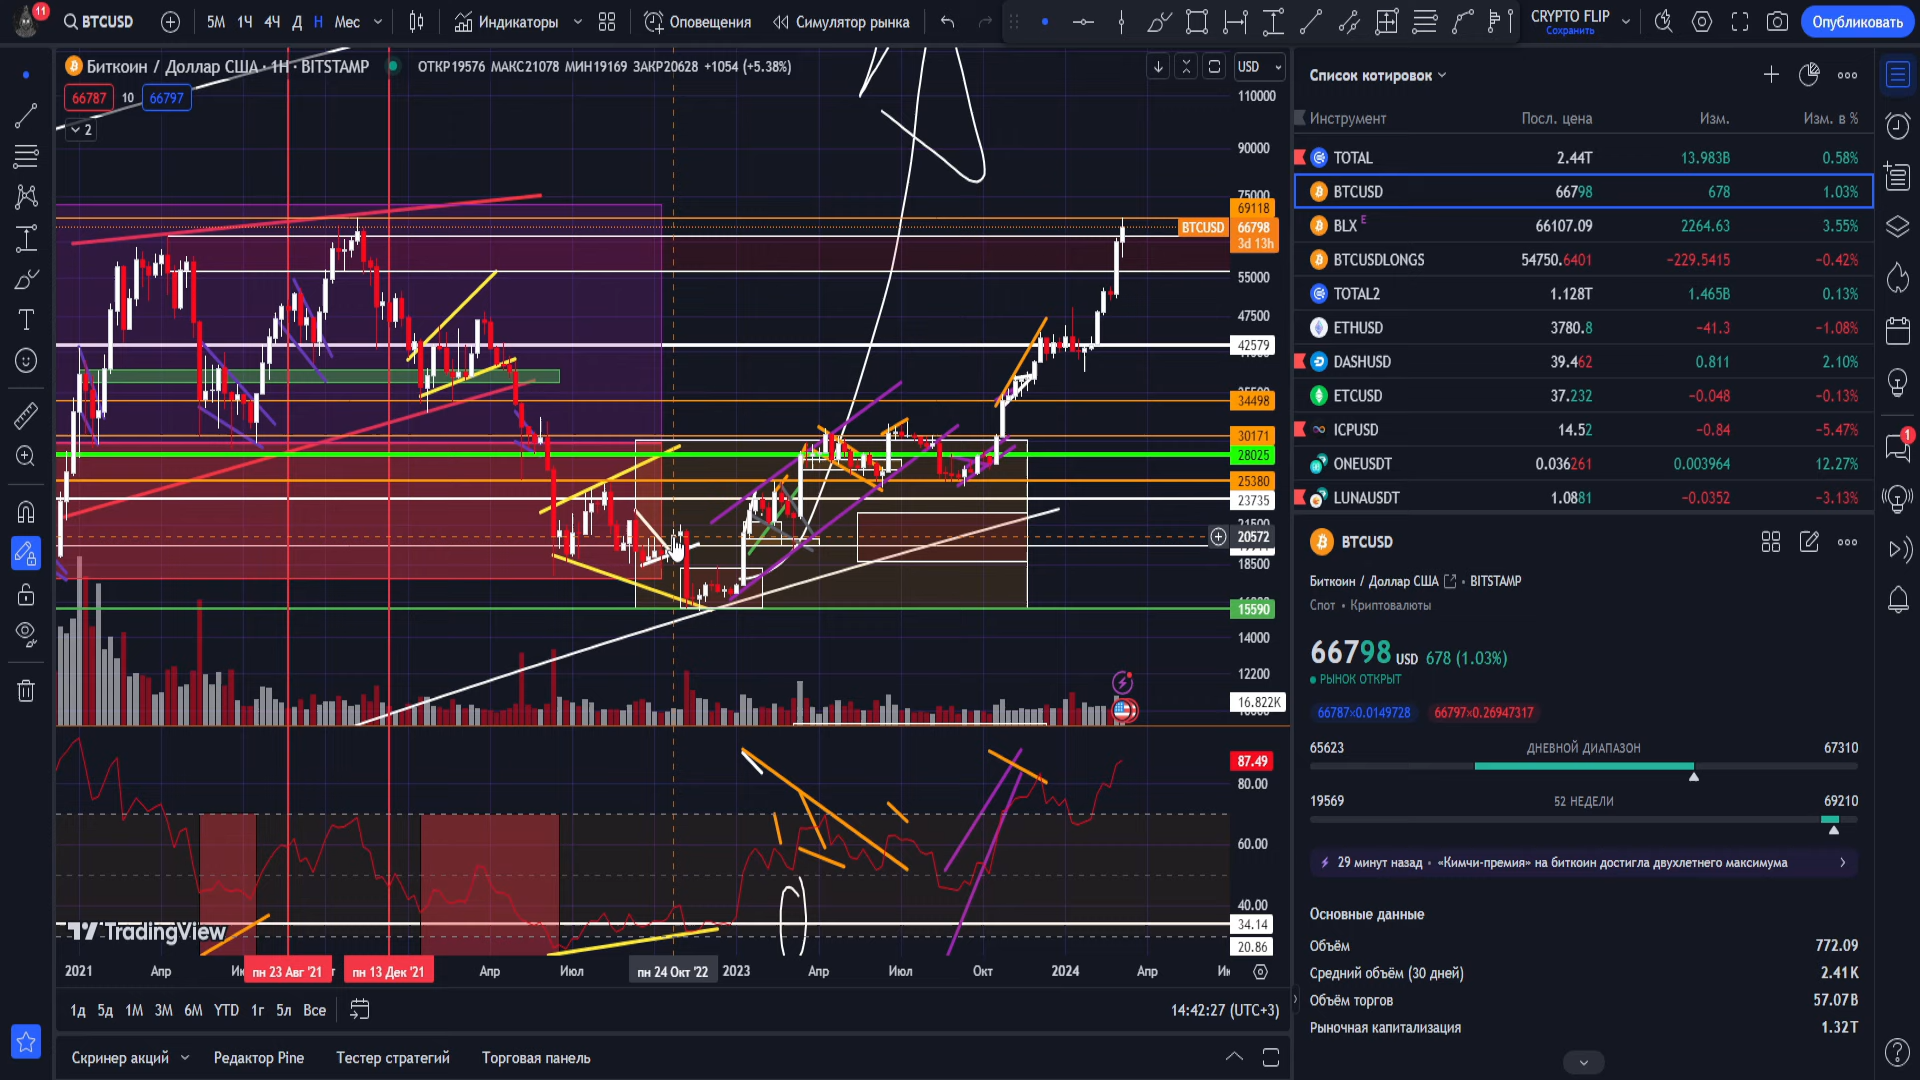 11
BTCUSD
5М 1Ч 4Ч Д Н Мес
Индикаторы
Оповещения
Симулятор рынка
CRYPTO FLIP
Сохранить
Опубликовать
Биткоин / Доллар США · 1Н · BITSTAMP
ОТКР19576 МАКС21078 МИН19169 ЗАКР20628 +1054 (+5.38%)
USD
66787 10 66797
2
110000
90000
75000
69118
BTCUSD 66798
3d 13h
55000
47500
42579
34498
30171
28025
25380
23735
21500
20572
18500
15590
14000
12200
16.822K
87.49
80.00
60.00
40.00
34.14
20.86
TradingView
2021 Апр пн 23 Авг '21 пн 13 Дек '21 Апр Июл пн 24 Окт '22 2023 Апр Июл Окт 2024 Апр
1д 5д 1М 3М 6М YTD 1г 5л Все
14:42:27 (UTC+3)
Скринер акций Редактор Pine Тестер стратегий Торговая панель
Список котировок
Инструмент Посл. цена Изм. Изм. в %
TOTAL 2.44T 13.983B 0.58%
BTCUSD 66798 678 1.03%
BLX E 66107.09 2264.63 3.55%
BTCUSDLONGS 54750.6401 −229.5415 −0.42%
TOTAL2 1.128T 1.465B 0.13%
ETHUSD 3780.8 −41.3 −1.08%
DASHUSD 39.462 0.811 2.10%
ETCUSD 37.232 −0.048 −0.13%
ICPUSD 14.52 −0.84 −5.47%
ONEUSDT 0.036261 0.003964 12.27%
LUNAUSDT 1.0881 −0.0352 −3.13%
BTCUSD
Биткоин / Доллар США • BITSTAMP
Спот • Криптовалюты
66798 USD 678 (1.03%)
РЫНОК ОТКРЫТ
66787×0.0149728 66797×0.26947317
65623 ДНЕВНОЙ ДИАПАЗОН 67310
19569 52 НЕДЕЛИ 69210
29 минут назад • «Кимчи-премия» на биткоин достигла двухлетнего максимума
Основные данные
Объём 772.09
Средний объём (30 дней) 2.41K
Объём торгов 57.07B
Рыночная капитализация 1.32T
1